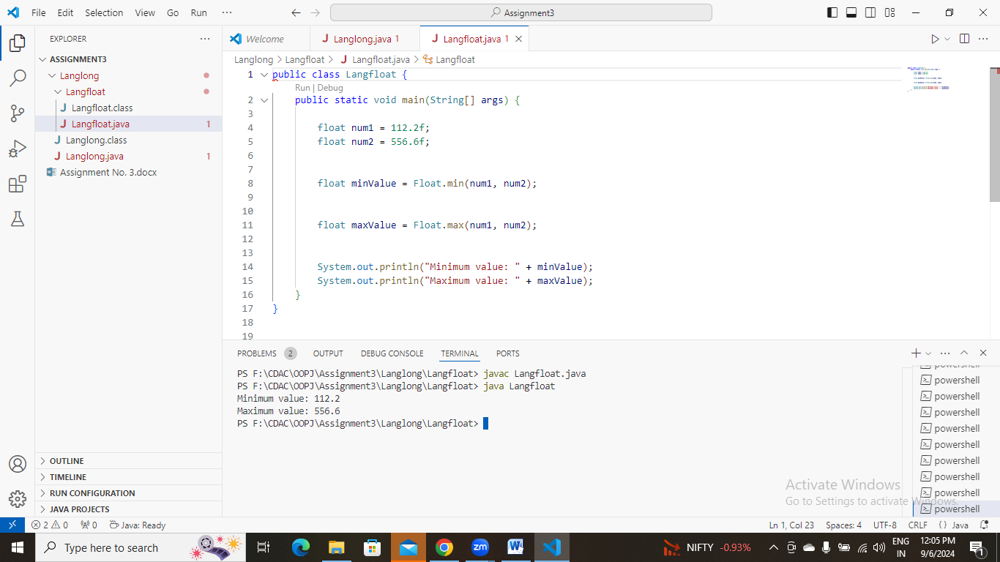 File Edit Selection View Go Run ···
Assignment3
EXPLORER
ASSIGNMENT3
Langlong
Langfloat
Langfloat.class
Langfloat.java 1
Langlong.class
Langlong.java 1
Assignment No. 3.docx
OUTLINE
TIMELINE
RUN CONFIGURATION
JAVA PROJECTS
Welcome
Langlong.java 1
Langfloat.java 1
Langlong > Langfloat > Langfloat.java > Langfloat
1 public class Langfloat {
Run | Debug
2 public static void main(String[] args) {
3
4 float num1 = 112.2f;
5 float num2 = 556.6f;
6
7
8 float minValue = Float.min(num1, num2);
9
10
11 float maxValue = Float.max(num1, num2);
12
13
14 System.out.println("Minimum value: " + minValue);
15 System.out.println("Maximum value: " + maxValue);
16 }
17 }
18
19
PROBLEMS 2 OUTPUT DEBUG CONSOLE TERMINAL PORTS
PS F:\CDAC\OOPJ\Assignment3\Langlong\Langfloat> javac Langfloat.java
PS F:\CDAC\OOPJ\Assignment3\Langlong\Langfloat> java Langfloat
Minimum value: 112.2
Maximum value: 556.6
PS F:\CDAC\OOPJ\Assignment3\Langlong\Langfloat>
powershell
powershell
powershell
powershell
powershell
powershell
powershell
powershell
powershell
powershell
Activate Windows
Go to Settings to activate Windows.
2 0 0 Java: Ready
Ln 1, Col 23 Spaces: 4 UTF-8 CRLF {} Java
Type here to search
zm
W
NIFTY -0.93%
ENG
IN
12:05 PM
9/6/2024
1